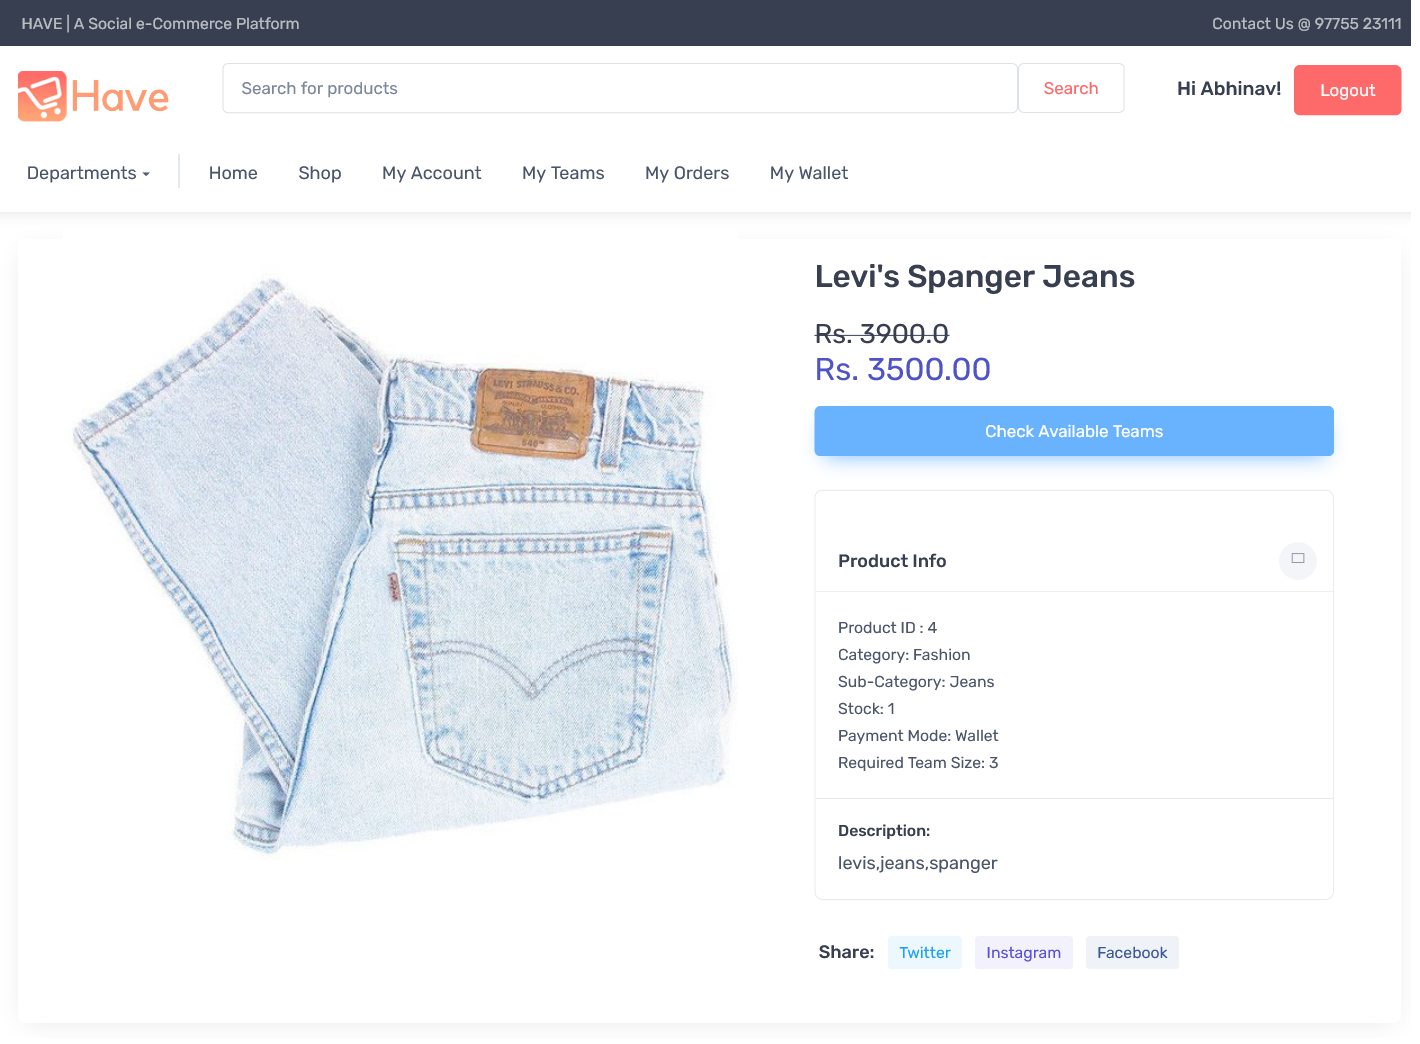 HAVE | A Social e-Commerce Platform
Contact Us @ 97755 23111
Have
Search for products
Search
Hi Abhinav!
Logout
Departments
Home
Shop
My Account
My Teams
My Orders
My Wallet
LEVI STRAUSS & CO.
Levi's Spanger Jeans
Rs. 3900.0
Rs. 3500.00
Check Available Teams
Product Info
Product ID : 4
Category: Fashion
Sub-Category: Jeans
Stock: 1
Payment Mode: Wallet
Required Team Size: 3
Description:
levis,jeans,spanger
Share:
Twitter
Instagram
Facebook